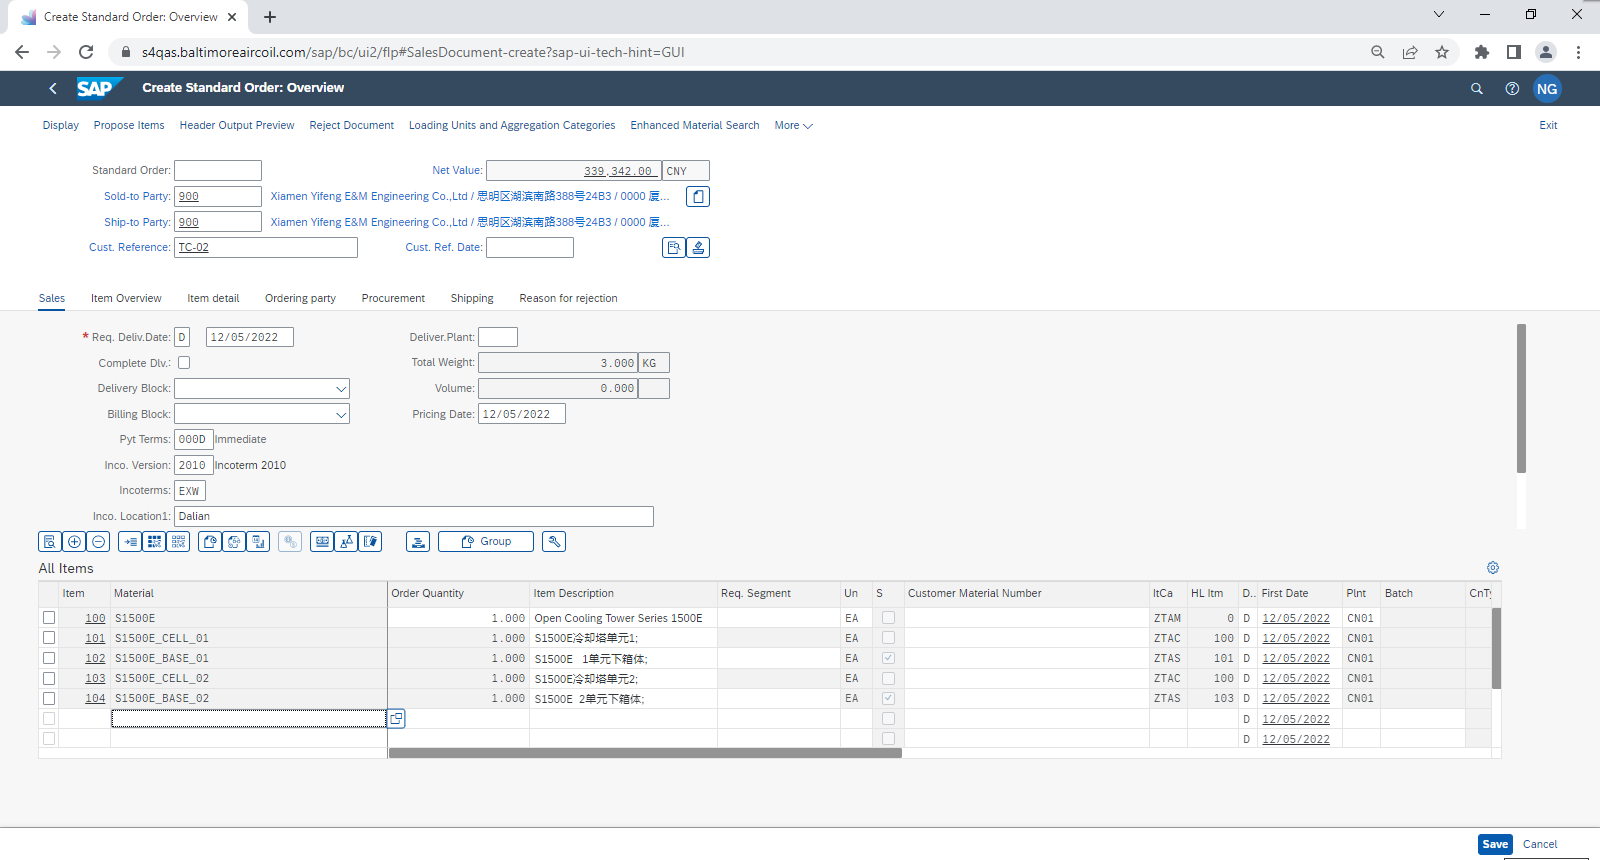 Create Standard Order: Overview
s4qas.baltimoreaircoil.com/sap/bc/ui2/flp#SalesDocument-create?sap-ui-tech-hint=GUI
SAP Create Standard Order: Overview NG
Display Propose Items Header Output Preview Reject Document Loading Units and Aggregation Categories Enhanced Material Search More Exit
Standard Order: Net Value: 339,342.00 CNY
Sold-to Party: 900 Xiamen Yifeng E&M Engineering Co.,Ltd / 思明区湖滨南路388号24B3 / 0000 厦...
Ship-to Party: 900 Xiamen Yifeng E&M Engineering Co.,Ltd / 思明区湖滨南路388号24B3 / 0000 厦...
Cust. Reference: TC-02 Cust. Ref. Date:
Sales Item Overview Item detail Ordering party Procurement Shipping Reason for rejection
* Req. Deliv.Date: D 12/05/2022 Deliver.Plant:
Complete Dlv.: Total Weight: 3.000 KG
Delivery Block: Volume: 0.000
Billing Block: Pricing Date: 12/05/2022
Pyt Terms: 000D Immediate
Inco. Version: 2010 Incoterm 2010
Incoterms: EXW
Inco. Location1: Dalian
Group
All Items
Item Material Order Quantity Item Description Req. Segment Un S Customer Material Number ItCa HL Itm D.. First Date Plnt Batch CnTy
100 S1500E 1.000 Open Cooling Tower Series 1500E EA ZTAM 0 D 12/05/2022 CN01
101 S1500E_CELL_01 1.000 S1500E冷却塔单元1; EA ZTAC 100 D 12/05/2022 CN01
102 S1500E_BASE_01 1.000 S1500E 1单元下箱体; EA ZTAS 101 D 12/05/2022 CN01
103 S1500E_CELL_02 1.000 S1500E冷却塔单元2; EA ZTAC 100 D 12/05/2022 CN01
104 S1500E_BASE_02 1.000 S1500E 2单元下箱体; EA ZTAS 103 D 12/05/2022 CN01
D 12/05/2022
D 12/05/2022
Save Cancel